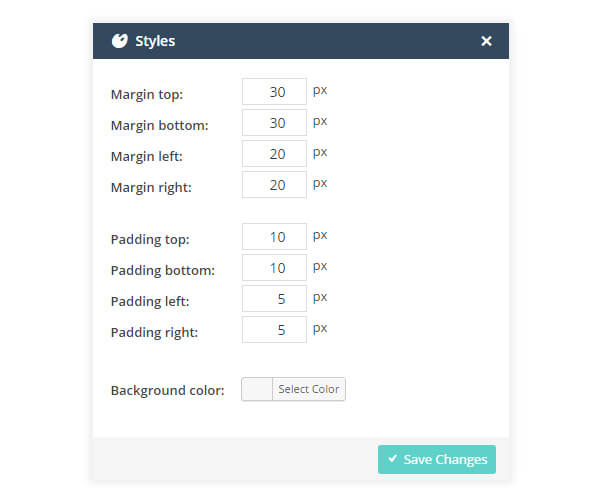 Styles
Margin top: 30 px
Margin bottom: 30 px
Margin left: 20 px
Margin right: 20 px
Padding top: 10 px
Padding bottom: 10 px
Padding left: 5 px
Padding right: 5 px
Background color: Select Color
Save Changes